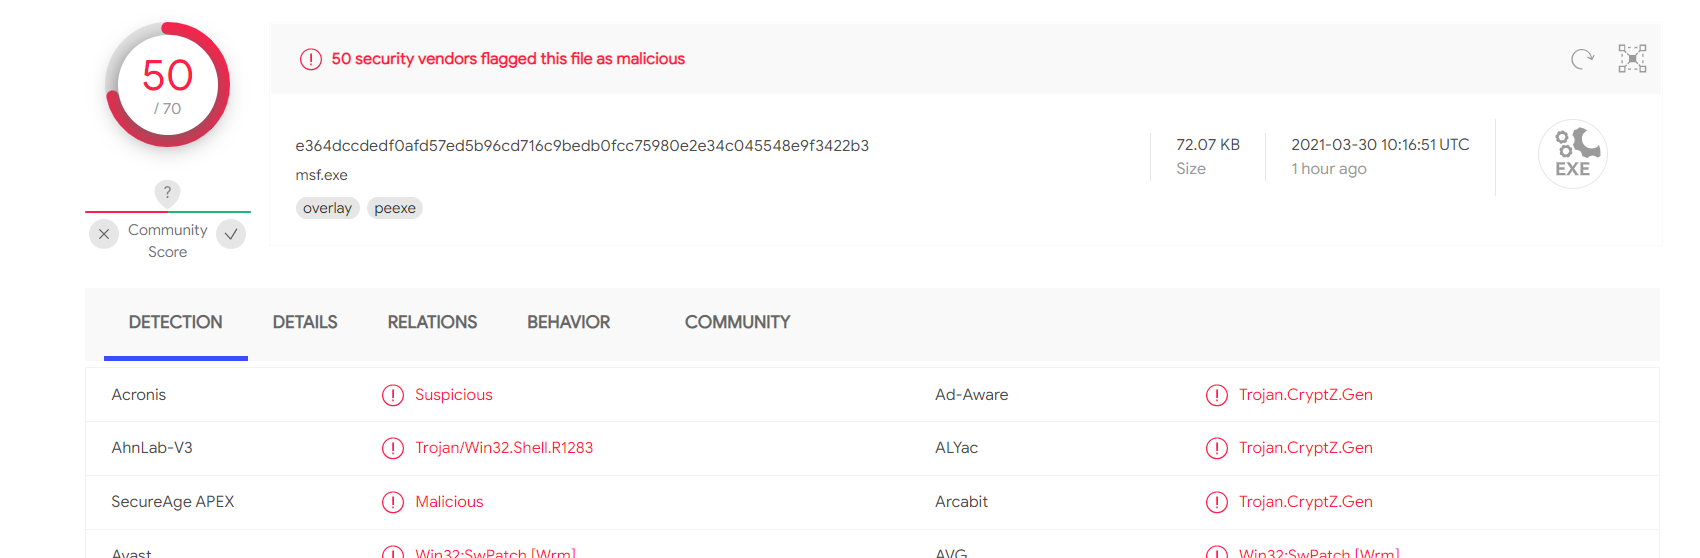 50
/ 70
?
Community
Score
50 security vendors flagged this file as malicious
e364dccdedf0afd57ed5b96cd716c9bedb0fcc75980e2e34c045548e9f3422b3
msf.exe
overlay peexe
72.07 KB
Size
2021-03-30 10:16:51 UTC
1 hour ago
EXE
DETECTION DETAILS RELATIONS BEHAVIOR COMMUNITY
Acronis Suspicious Ad-Aware Trojan.CryptZ.Gen
AhnLab-V3 Trojan/Win32.Shell.R1283 ALYac Trojan.CryptZ.Gen
SecureAge APEX Malicious Arcabit Trojan.CryptZ.Gen
Avast Win32:SwPatch [Wrm] AVG Win32:SwPatch [Wrm]